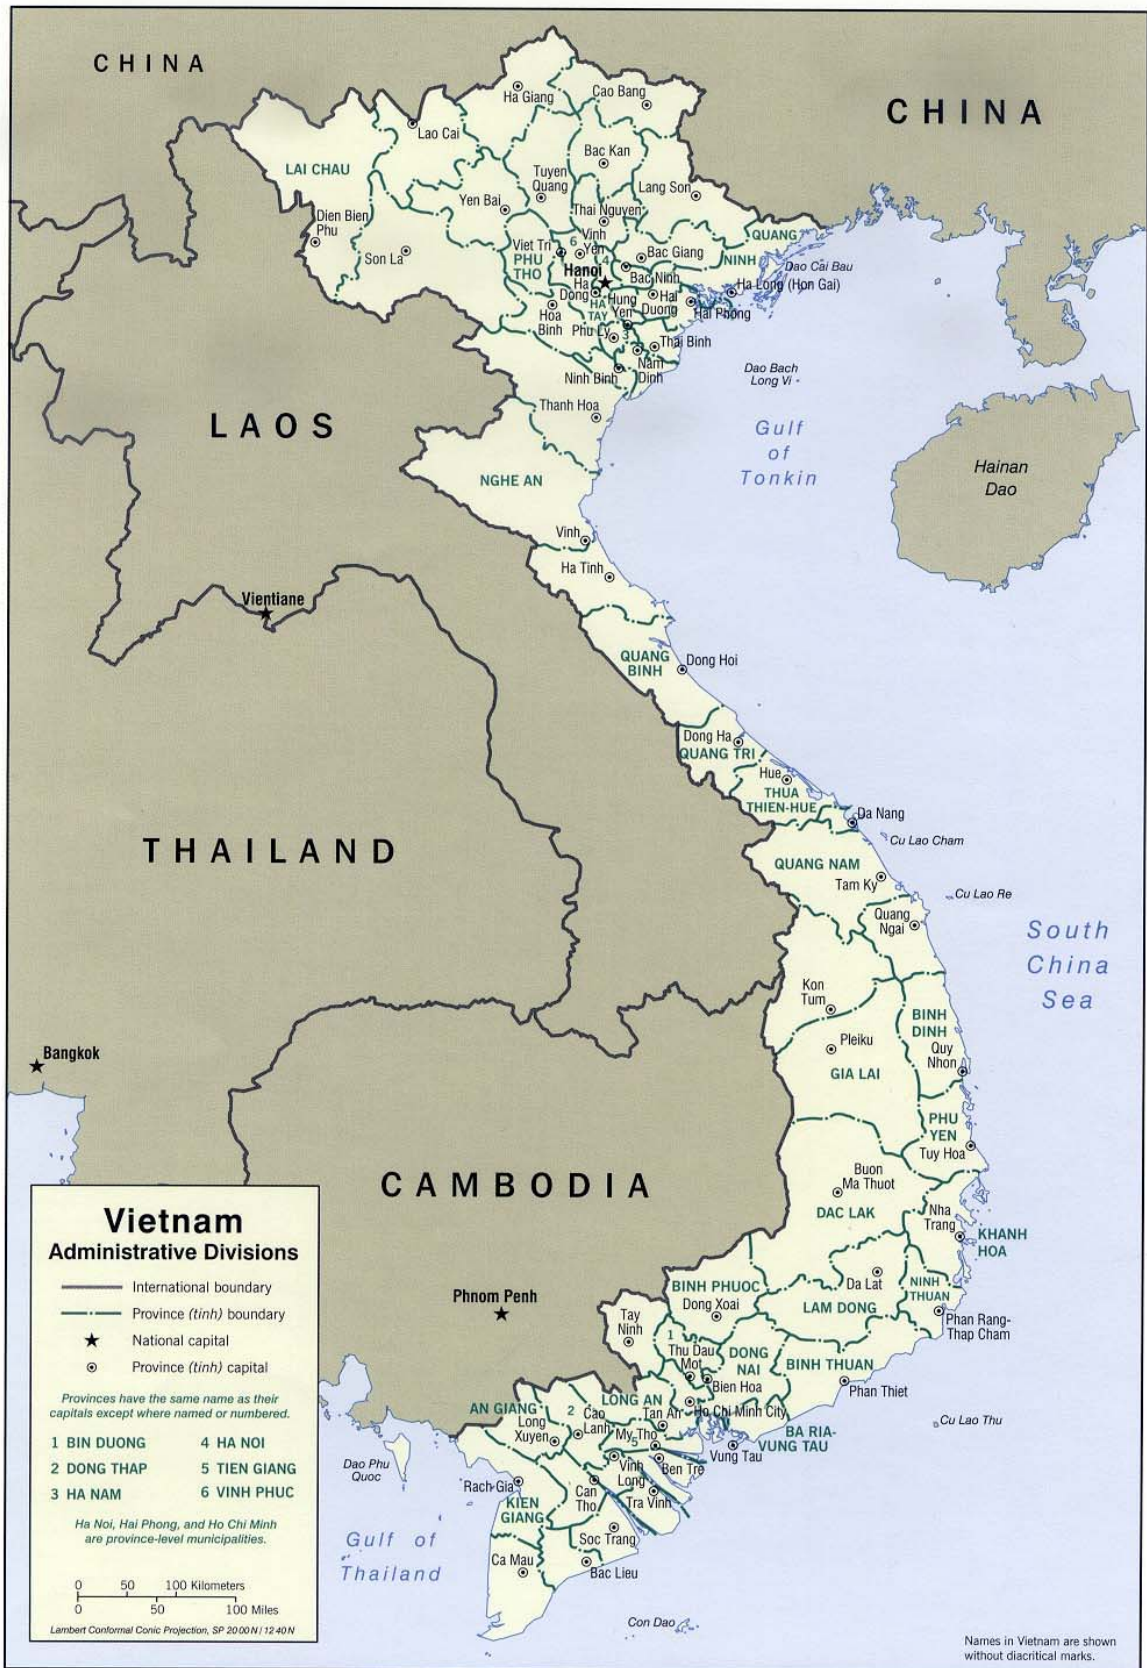 CHINA
CHINA
Ha Giang
Cao Bang
Lao Cai
LAI CHAU
Bac Kan
Tuyen
Quang
Lang Son
Yen Bai
Thai Nguyen
Dien Bien
Phu
Son La
Viet Tri
PHU
THO
6
Vinh
Yen
4
Bac Giang
QUANG
NINH
Dao Cai Bau
Hanoi
Bac Ninh
Ha Long (Hon Gai)
Ha
Dong
HA
TAY
Hung
Yen
Hai
Duong
Hai Phong
Hoa
Binh
Phu Ly
3
Thai Binh
Nam
Dinh
Ninh Binh
Dao Bach
Long Vi
Thanh Hoa
LAOS
Gulf
of
Tonkin
Hainan
Dao
NGHE AN
Vinh
Ha Tinh
Vientiane
QUANG
BINH
Dong Hoi
Dong Ha
QUANG TRI
Hue
THUA
THIEN-HUE
Da Nang
Cu Lao Cham
THAILAND
QUANG NAM
Tam Ky
Cu Lao Re
Quang
Ngai
South
China
Sea
Kon
Tum
BINH
DINH
Bangkok
Pleiku
Quy
Nhon
GIA LAI
PHU
YEN
Tuy Hoa
CAMBODIA
Buon
Ma Thuot
DAC LAK
Nha
Trang
KHANH
HOA
BINH PHUOC
Dong Xoai
Da Lat
NINH
THUAN
LAM DONG
Phnom Penh
Tay
Ninh
Phan Rang-
Thap Cham
1
Thu Dau
Mot
DONG
NAI
BINH THUAN
Bien Hoa
Phan Thiet
AN GIANG
LONG AN
Ho Chi Minh City
2
Cao
Lanh
Tan An
Long
Xuyen
My Tho
5
BA RIA-
VUNG TAU
Vung Tau
Cu Lao Thu
Dao Phu
Quoc
Vinh
Long
Ben Tre
Rach Gia
Can
Tho
Tra Vinh
KIEN
GIANG
Soc Trang
Gulf of
Thailand
Ca Mau
Bac Lieu
Con Dao
Vietnam
Administrative Divisions
International boundary
Province (tinh) boundary
National capital
Province (tinh) capital
Provinces have the same name as their
capitals except where named or numbered.
1 BIN DUONG
2 DONG THAP
3 HA NAM
4 HA NOI
5 TIEN GIANG
6 VINH PHUC
Ha Noi, Hai Phong, and Ho Chi Minh
are province-level municipalities.
0 50 100 Kilometers
0 50 100 Miles
Lambert Conformal Conic Projection, SP 20 00 N / 12 40 N
Names in Vietnam are shown
without diacritical marks.